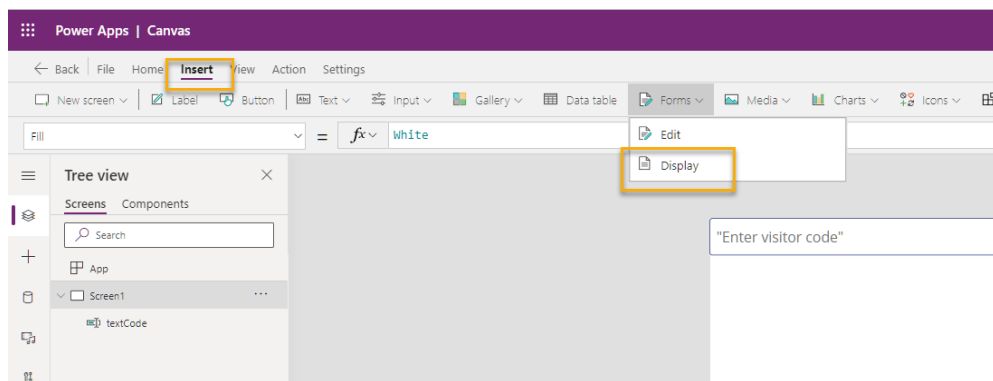 Power Apps | Canvas
Back File Home Insert View Action Settings
New screen Label Button Abc Text Input Gallery Data table Forms Media Charts Icons
Fill = fx White
Edit
Display
Tree view
Screens Components
Search
"Enter visitor code"
App
Screen1 ...
textCode